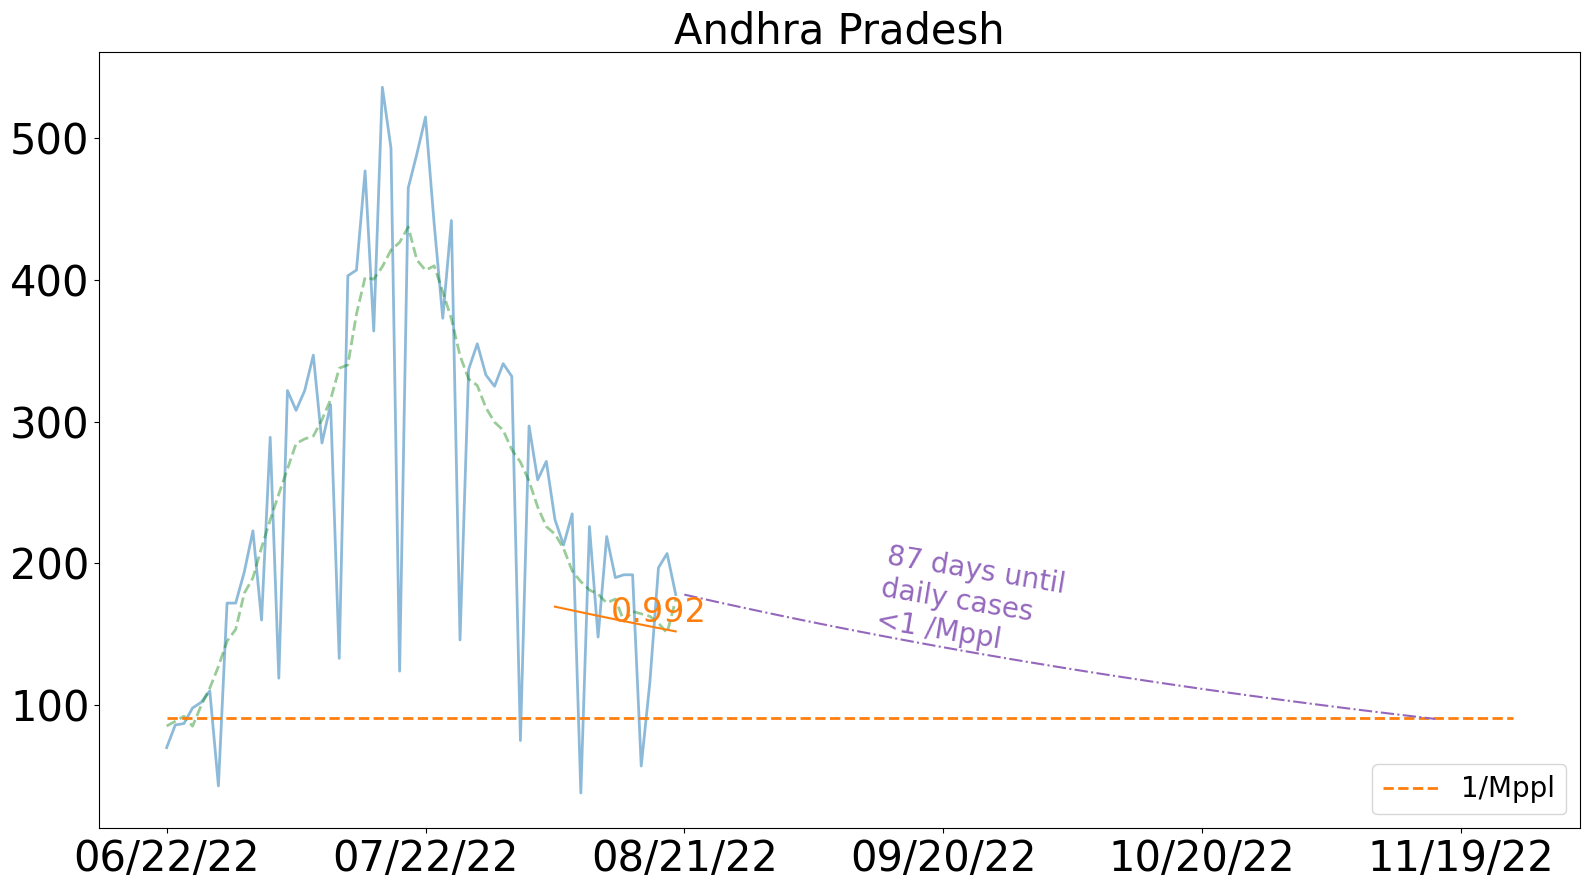 Andhra Pradesh
500
400
300
200
100
0.992
87 days until
daily cases
<1 /Mppl
1/Mppl
06/22/22
07/22/22
08/21/22
09/20/22
10/20/22
11/19/22